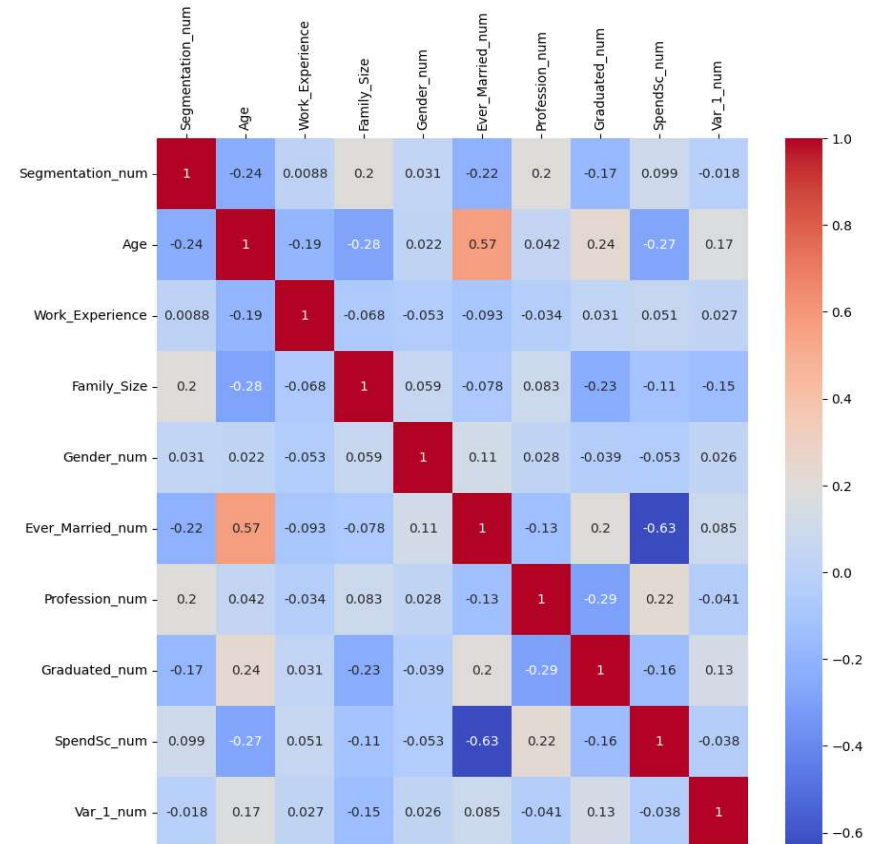 Segmentation_num Age Work_Experience Family_Size Gender_num Ever_Married_num Profession_num Graduated_num SpendSc_num Var_1_num
Segmentation_num 1 -0.24 0.0088 0.2 0.031 -0.22 0.2 -0.17 0.099 -0.018
Age -0.24 1 -0.19 -0.28 0.022 0.57 0.042 0.24 -0.27 0.17
Work_Experience 0.0088 -0.19 1 -0.068 -0.053 -0.093 -0.034 0.031 0.051 0.027
Family_Size 0.2 -0.28 -0.068 1 0.059 -0.078 0.083 -0.23 -0.11 -0.15
Gender_num 0.031 0.022 -0.053 0.059 1 0.11 0.028 -0.039 -0.053 0.026
Ever_Married_num -0.22 0.57 -0.093 -0.078 0.11 1 -0.13 0.2 -0.63 0.085
Profession_num 0.2 0.042 -0.034 0.083 0.028 -0.13 1 -0.29 0.22 -0.041
Graduated_num -0.17 0.24 0.031 -0.23 -0.039 0.2 -0.29 1 -0.16 0.13
SpendSc_num 0.099 -0.27 0.051 -0.11 -0.053 -0.63 0.22 -0.16 1 -0.038
Var_1_num -0.018 0.17 0.027 -0.15 0.026 0.085 -0.041 0.13 -0.038 1
1.0
0.8
0.6
0.4
0.2
0.0
−0.2
−0.4
−0.6